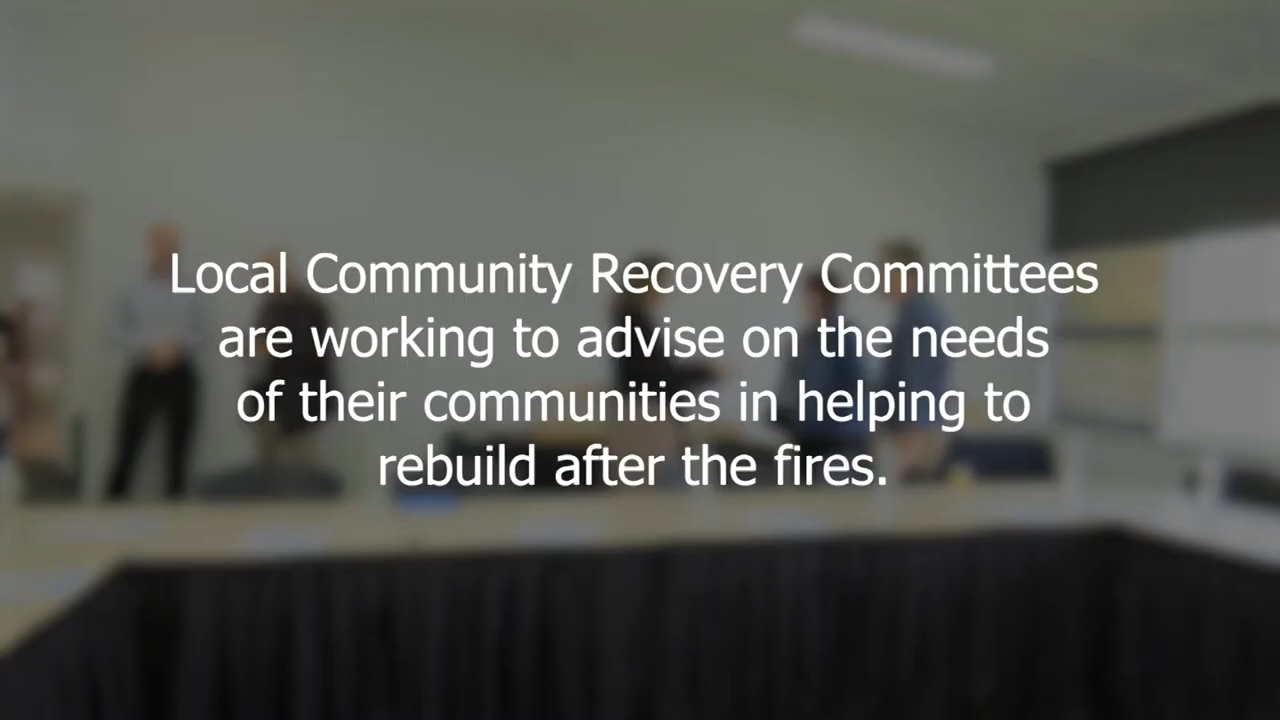 Local Community Recovery Committees
are working to advise on the needs
of their communities in helping to
rebuild after the fires.